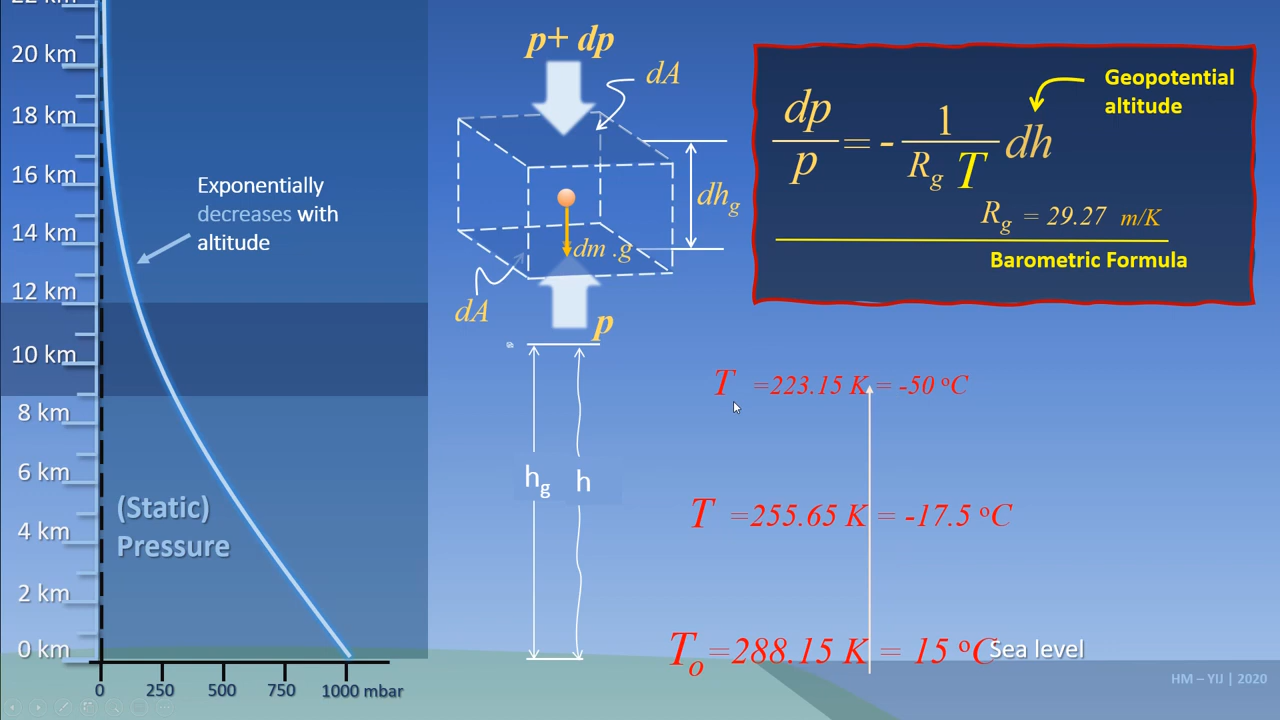 22 km
20 km
18 km
16 km
14 km
12 km
10 km
8 km
6 km
4 km
2 km
0 km
Exponentially
decreases with
altitude
(Static)
Pressure
0 250 500 750 1000 mbar
p+ dp
dA
dh_g
dm .g
dA
p
h_g h
Geopotential
altitude
dp/p = - 1/(R_g T) dh
R_g = 29.27 m/K
Barometric Formula
T =223.15 K = -50 °C
T =255.65 K = -17.5 °C
T_o =288.15 K = 15 °C
Sea level
HM – YIJ | 2020